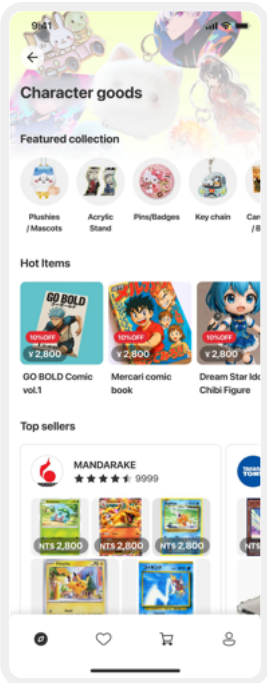 9:41
Character goods
Featured collection
Plushies
/ Mascots
Acrylic
Stand
Pins/Badges
Key chain
Hot Items
GO BOLD
10%OFF
¥2,800
10%OFF
¥2,800
10%OFF
¥2,800
GO BOLD Comic
vol.1
Mercari comic
book
Dream Star Ido
Chibi Figure
Top sellers
MANDARAKE
9999
NT$ 2,800
NT$ 2,800
NT$ 2,800
NT$